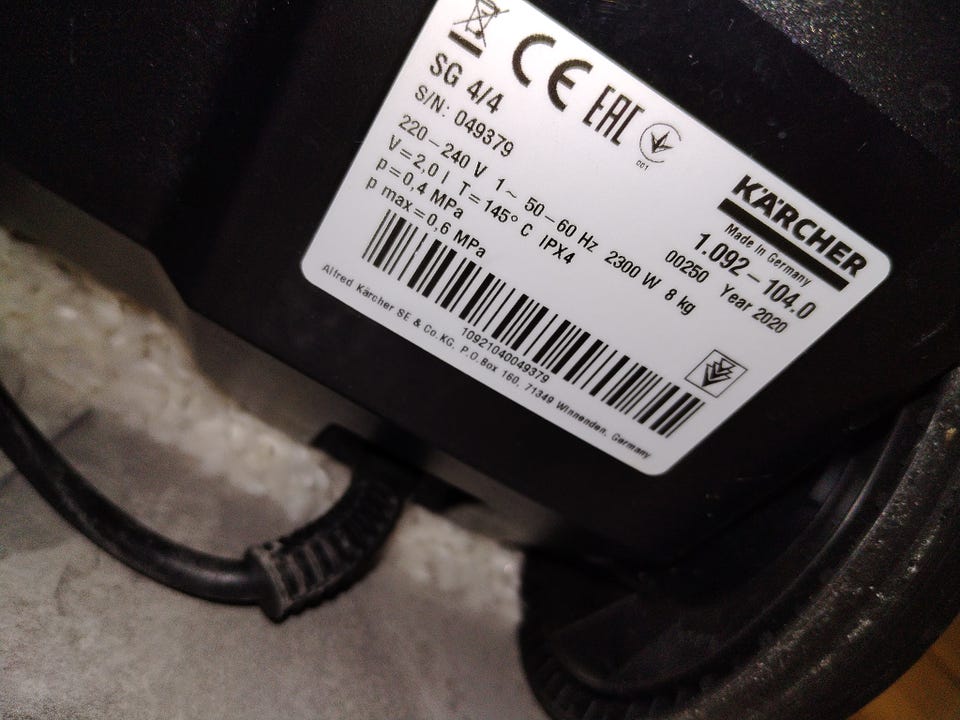 CE EAC
001
SG 4/4
S/N: 049379
KÄRCHER
Made in Germany
1.092-104.0
220-240 V 1~ 50-60 Hz 2300 W 8 kg
00250 Year 2020
V=2,0 l T=145° C IPX4
p=0,4 MPa
p max=0,6 MPa
10921040049379
Alfred Kärcher SE & Co.KG, P.O.Box 160, 71349 Winnenden, Germany